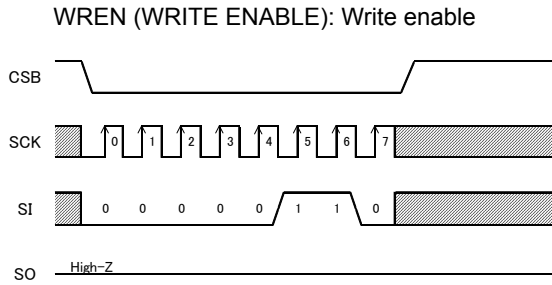 WREN (WRITE ENABLE): Write enable
CSB
SCK 0 1 2 3 4 5 6 7
SI 0 0 0 0 0 1 1 0
SO High-Z